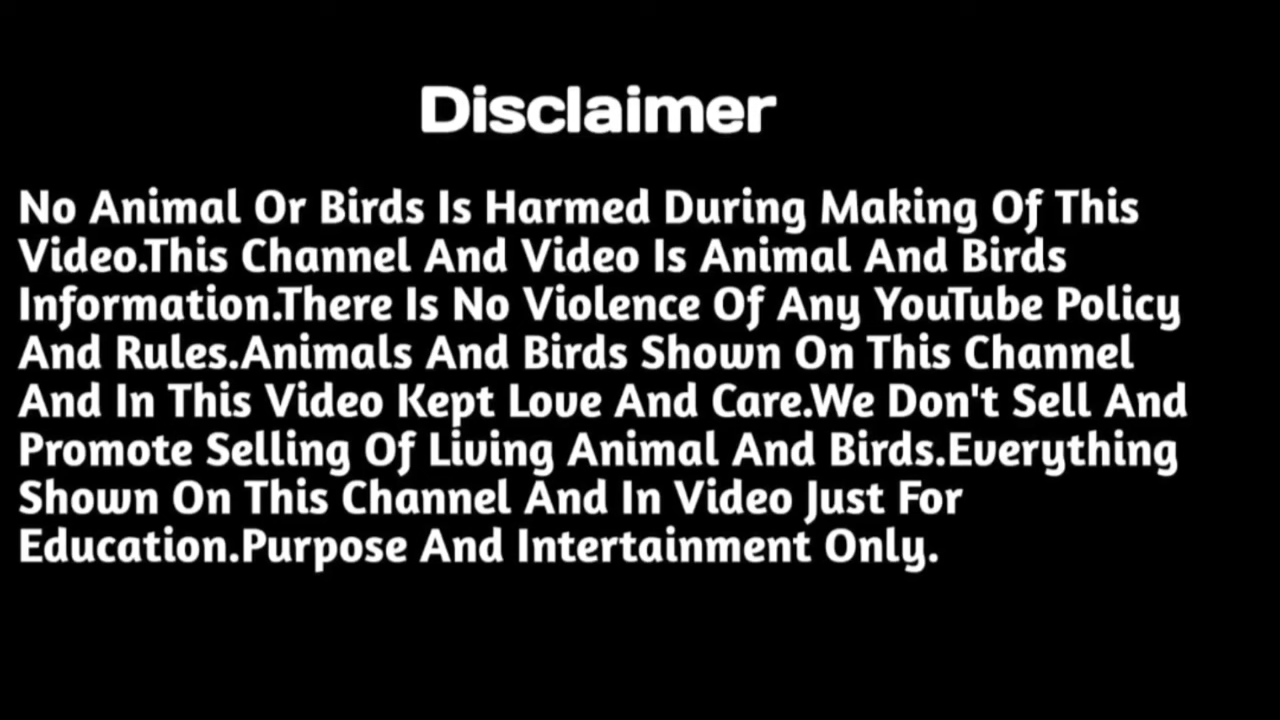 Disclaimer
No Animal Or Birds Is Harmed During Making Of This
Video.This Channel And Video Is Animal And Birds
Information.There Is No Violence Of Any YouTube Policy
And Rules.Animals And Birds Shown On This Channel
And In This Video Kept Love And Care.We Don't Sell And
Promote Selling Of Living Animal And Birds.Everything
Shown On This Channel And In Video Just For
Education.Purpose And Intertainment Only.